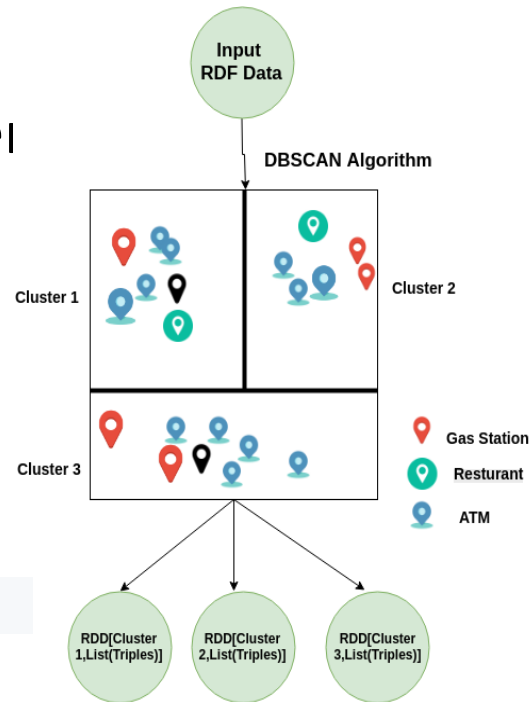 Input
RDF Data
DBSCAN Algorithm
Cluster 1
Cluster 2
Cluster 3
Gas Station
Resturant
ATM
RDD[Cluster
1,List(Triples)]
RDD[Cluster
2,List(Triples)]
RDD[Cluster
3,List(Triples)]